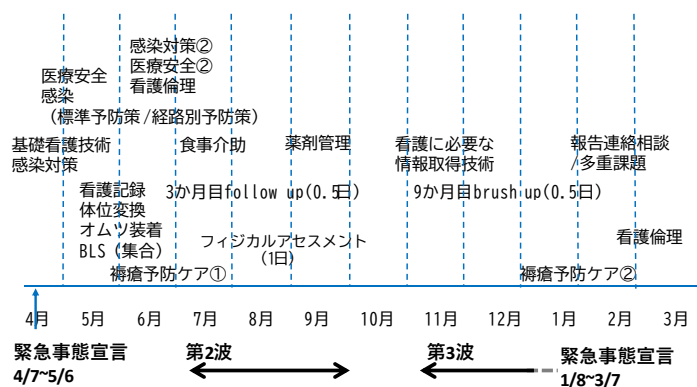 感染対策②
医療安全②
看護倫理
医療安全
感染
（標準予防策/経路別予防策）
基礎看護技術
感染対策
食事介助
薬剤管理
看護に必要な
情報取得技術
報告連絡相談
/多重課題
看護記録
体位変換
オムツ装着
BLS（集合）
3か月目follow up(0.5日)
9か月目brush up(0.5日)
フィジカルアセスメント
（1日）
看護倫理
褥瘡予防ケア①
褥瘡予防ケア②
4月 5月 6月 7月 8月 9月 10月 11月 12月 1月 2月 3月
緊急事態宣言
4/7~5/6
第2波
第3波
緊急事態宣言
1/8~3/7